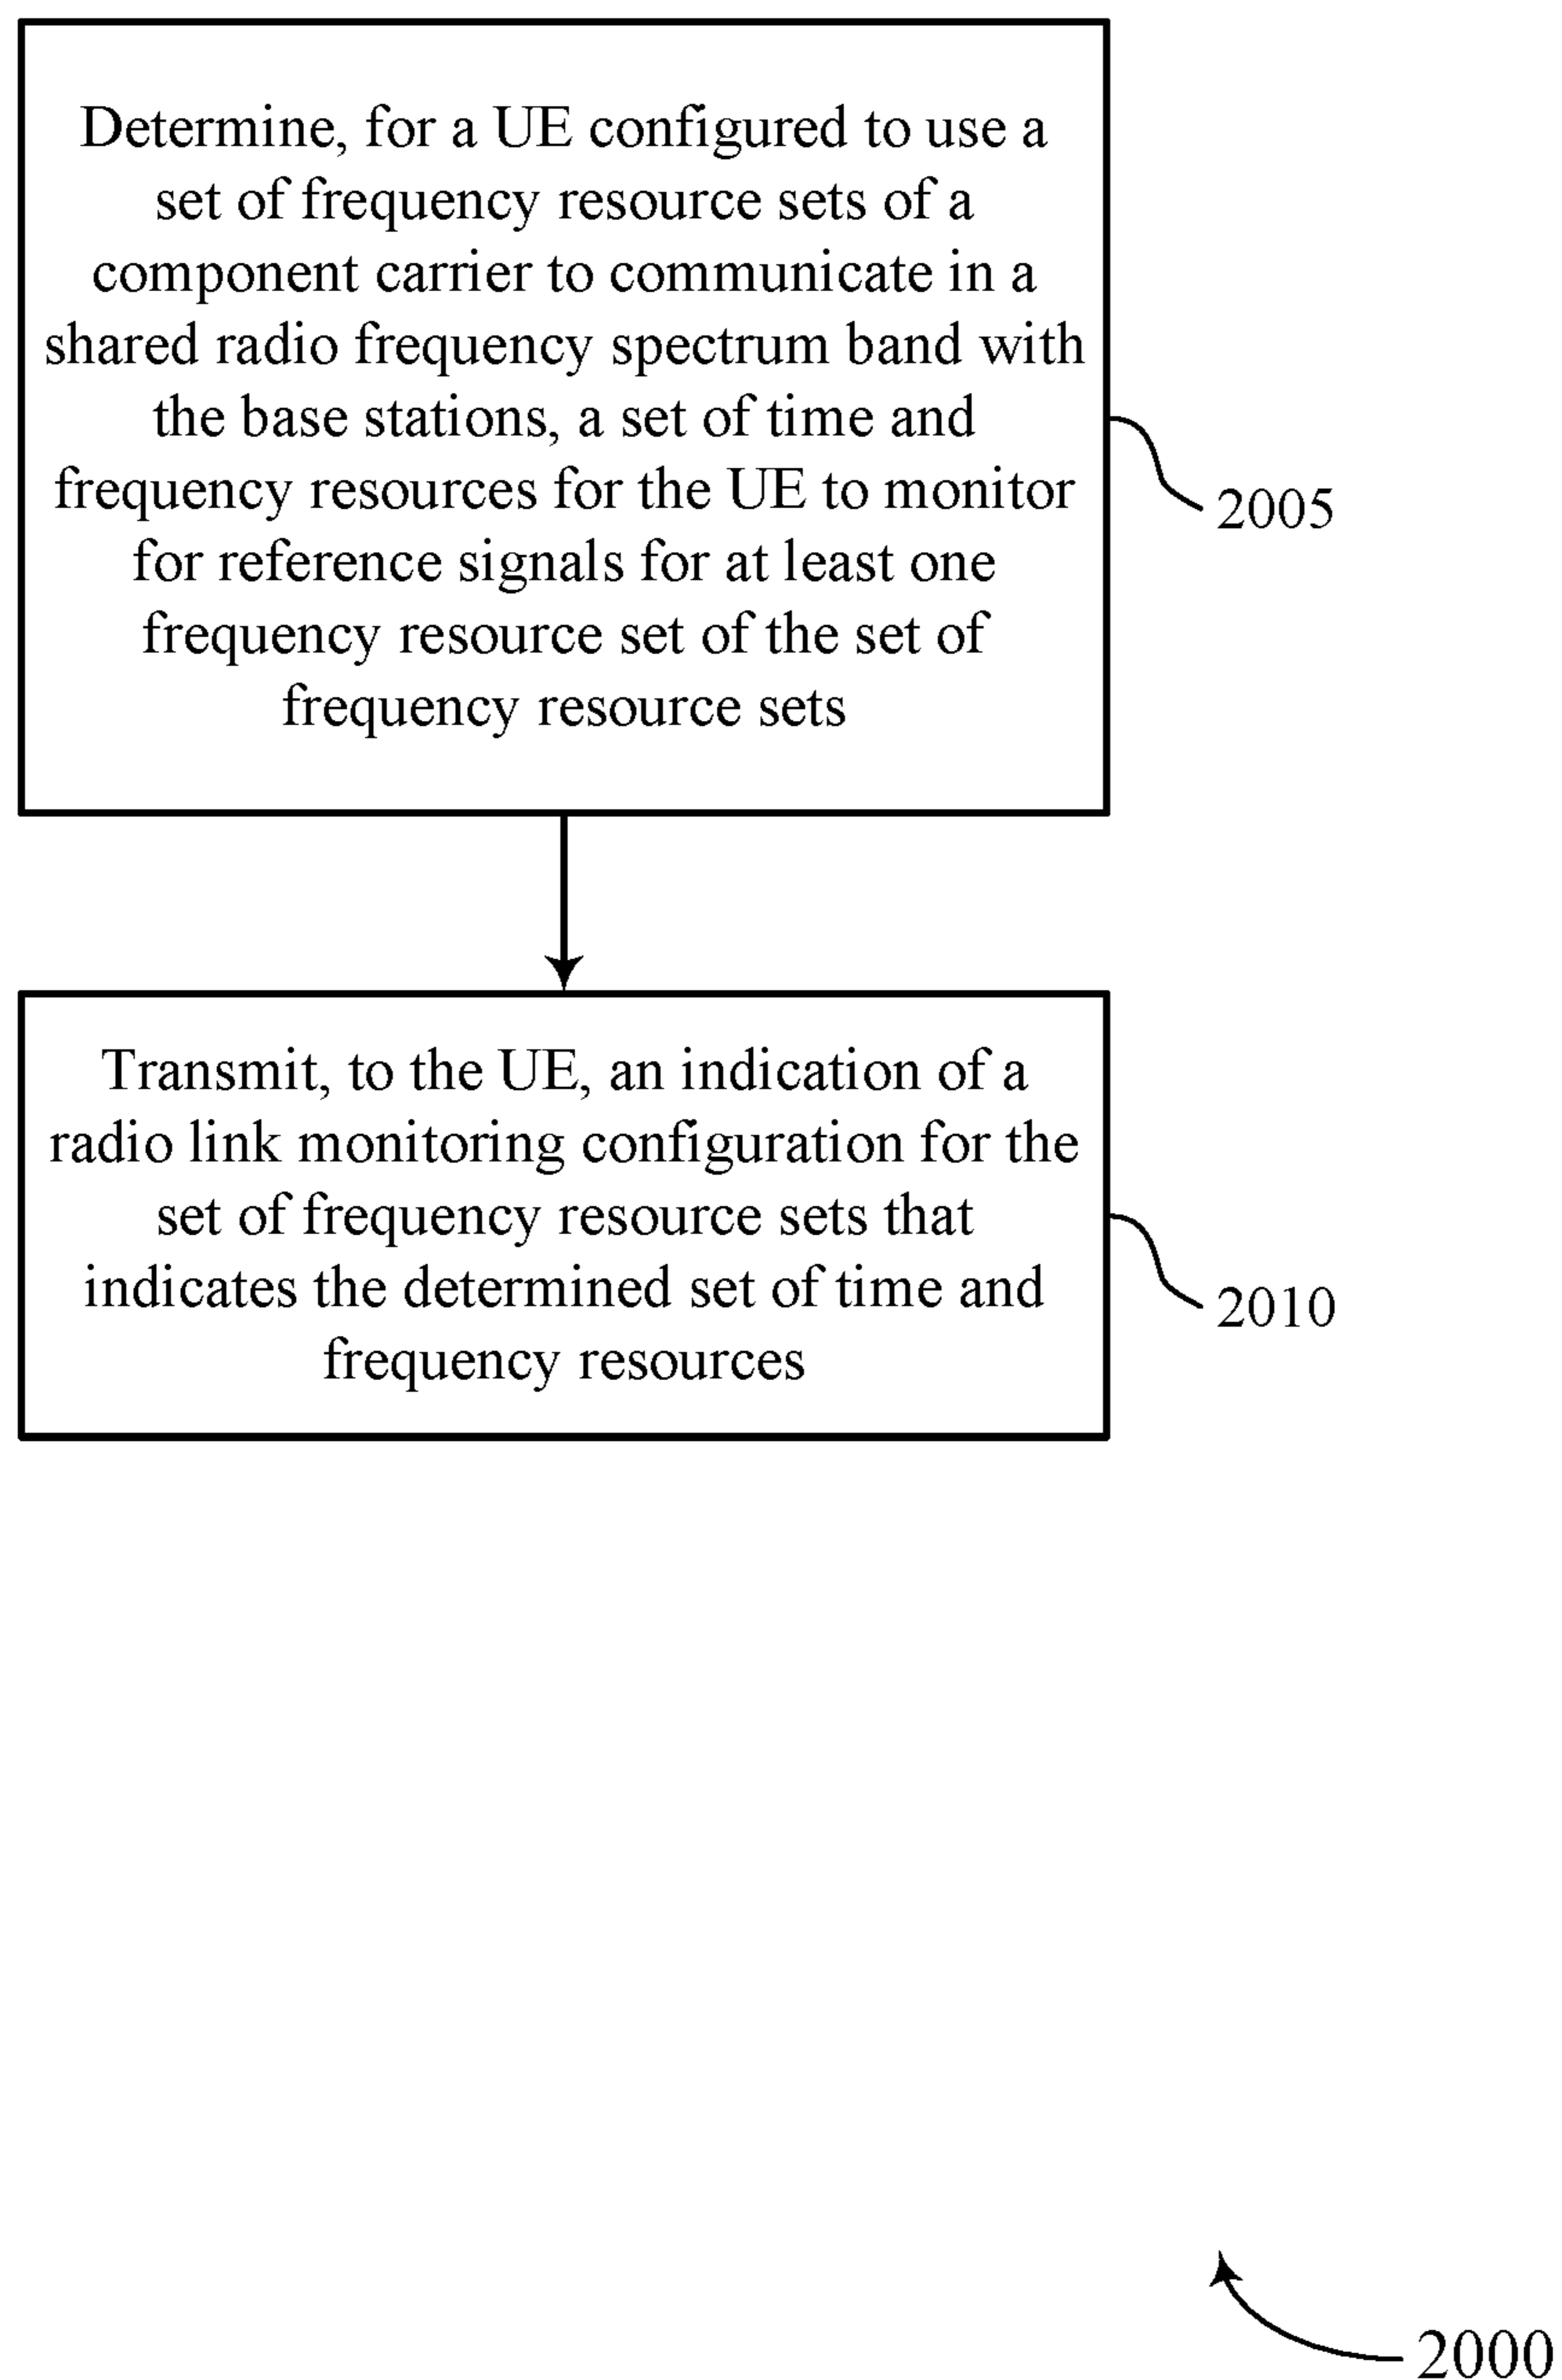 Determine, for a UE configured to use a
set of frequency resource sets of a
component carrier to communicate in a
shared radio frequency spectrum band with
the base stations, a set of time and
frequency resources for the UE to monitor
for reference signals for at least one
frequency resource set of the set of
frequency resource sets
2005
Transmit, to the UE, an indication of a
radio link monitoring configuration for the
set of frequency resource sets that
indicates the determined set of time and
frequency resources
2010
2000